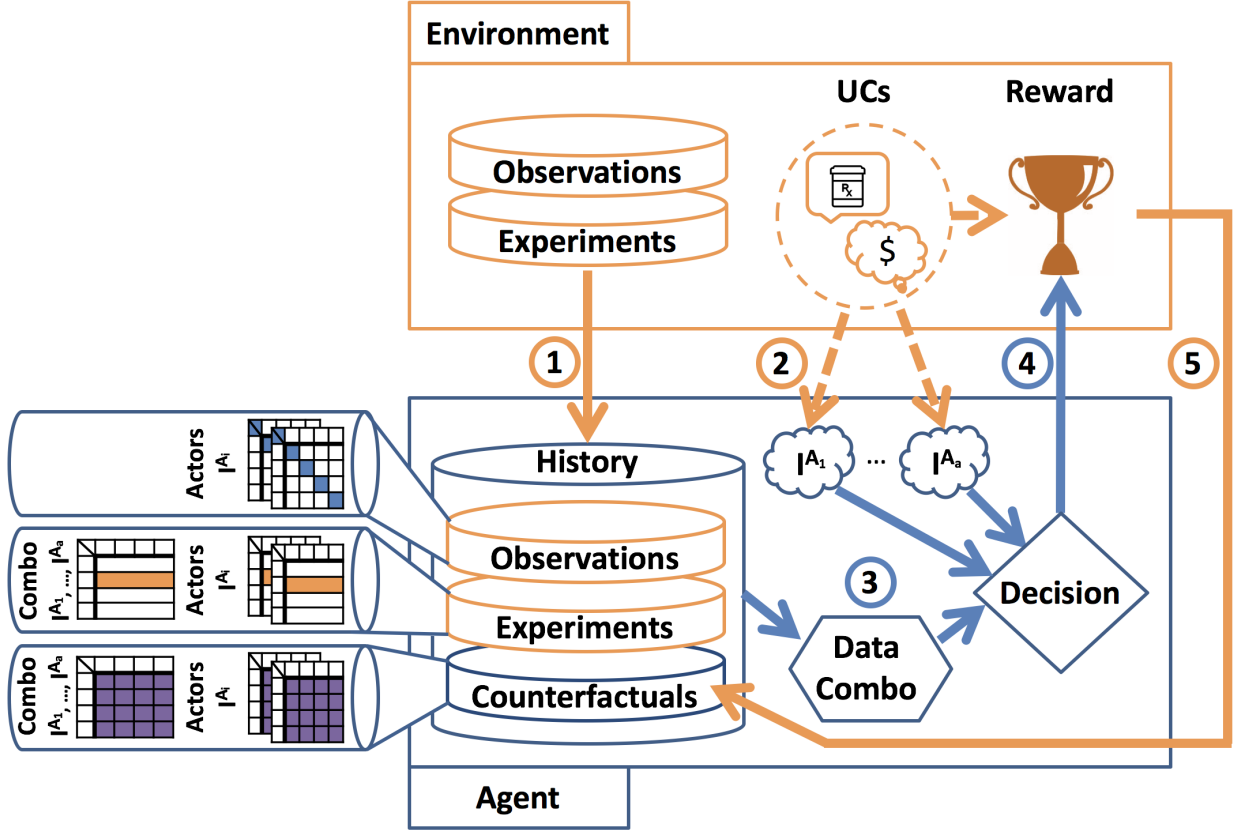 Environment
UCs
Reward
Observations
Experiments
Rx
$
1
2
4
5
History
I^A1
...
I^Aa
Actors
I^Ai
Observations
Combo
I^A1, ..., I^Aa
Actors
I^Ai
Experiments
3
Decision
Data
Combo
Combo
I^A1, ..., I^Aa
Actors
I^Ai
Counterfactuals
Agent